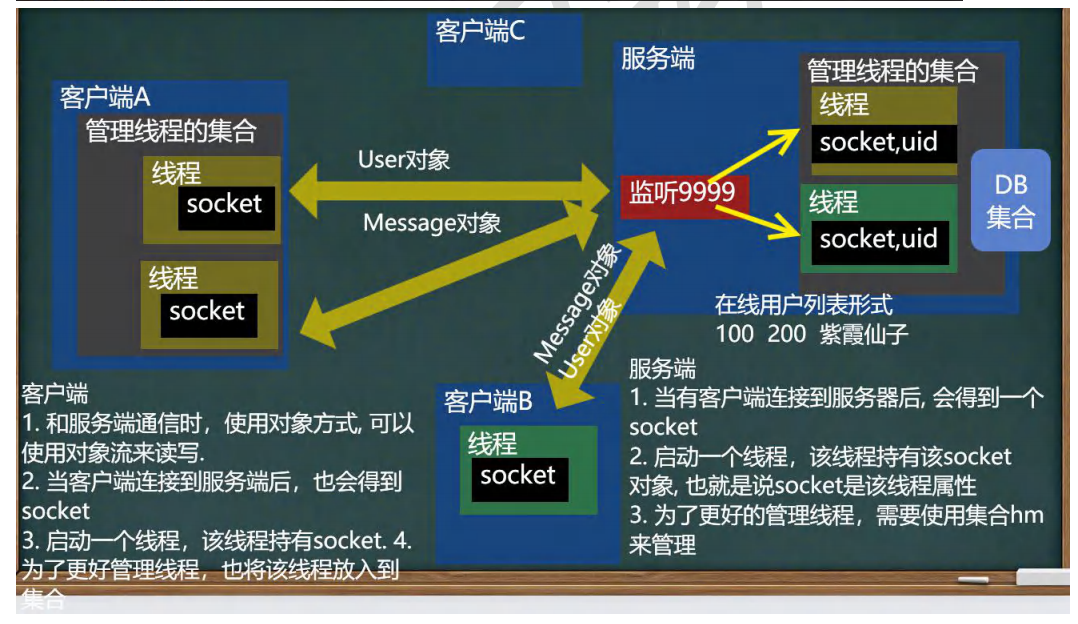 客户端C
服务端
管理线程的集合
线程
socket,uid
线程
socket,uid
DB
集合
监听9999
在线用户列表形式
100 200 紫霞仙子
客户端A
管理线程的集合
线程
socket
线程
socket
User对象
Message对象
Message对象
User对象
客户端B
线程
socket
客户端
1. 和服务端通信时，使用对象方式, 可以
使用对象流来读写.
2. 当客户端连接到服务端后，也会得到
socket
3. 启动一个线程，该线程持有socket. 4.
为了更好管理线程，也将该线程放入到
集合
服务端
1. 当有客户端连接到服务器后, 会得到一个
socket
2. 启动一个线程，该线程持有该socket
对象, 也就是说socket是该线程属性
3. 为了更好的管理线程，需要使用集合hm
来管理